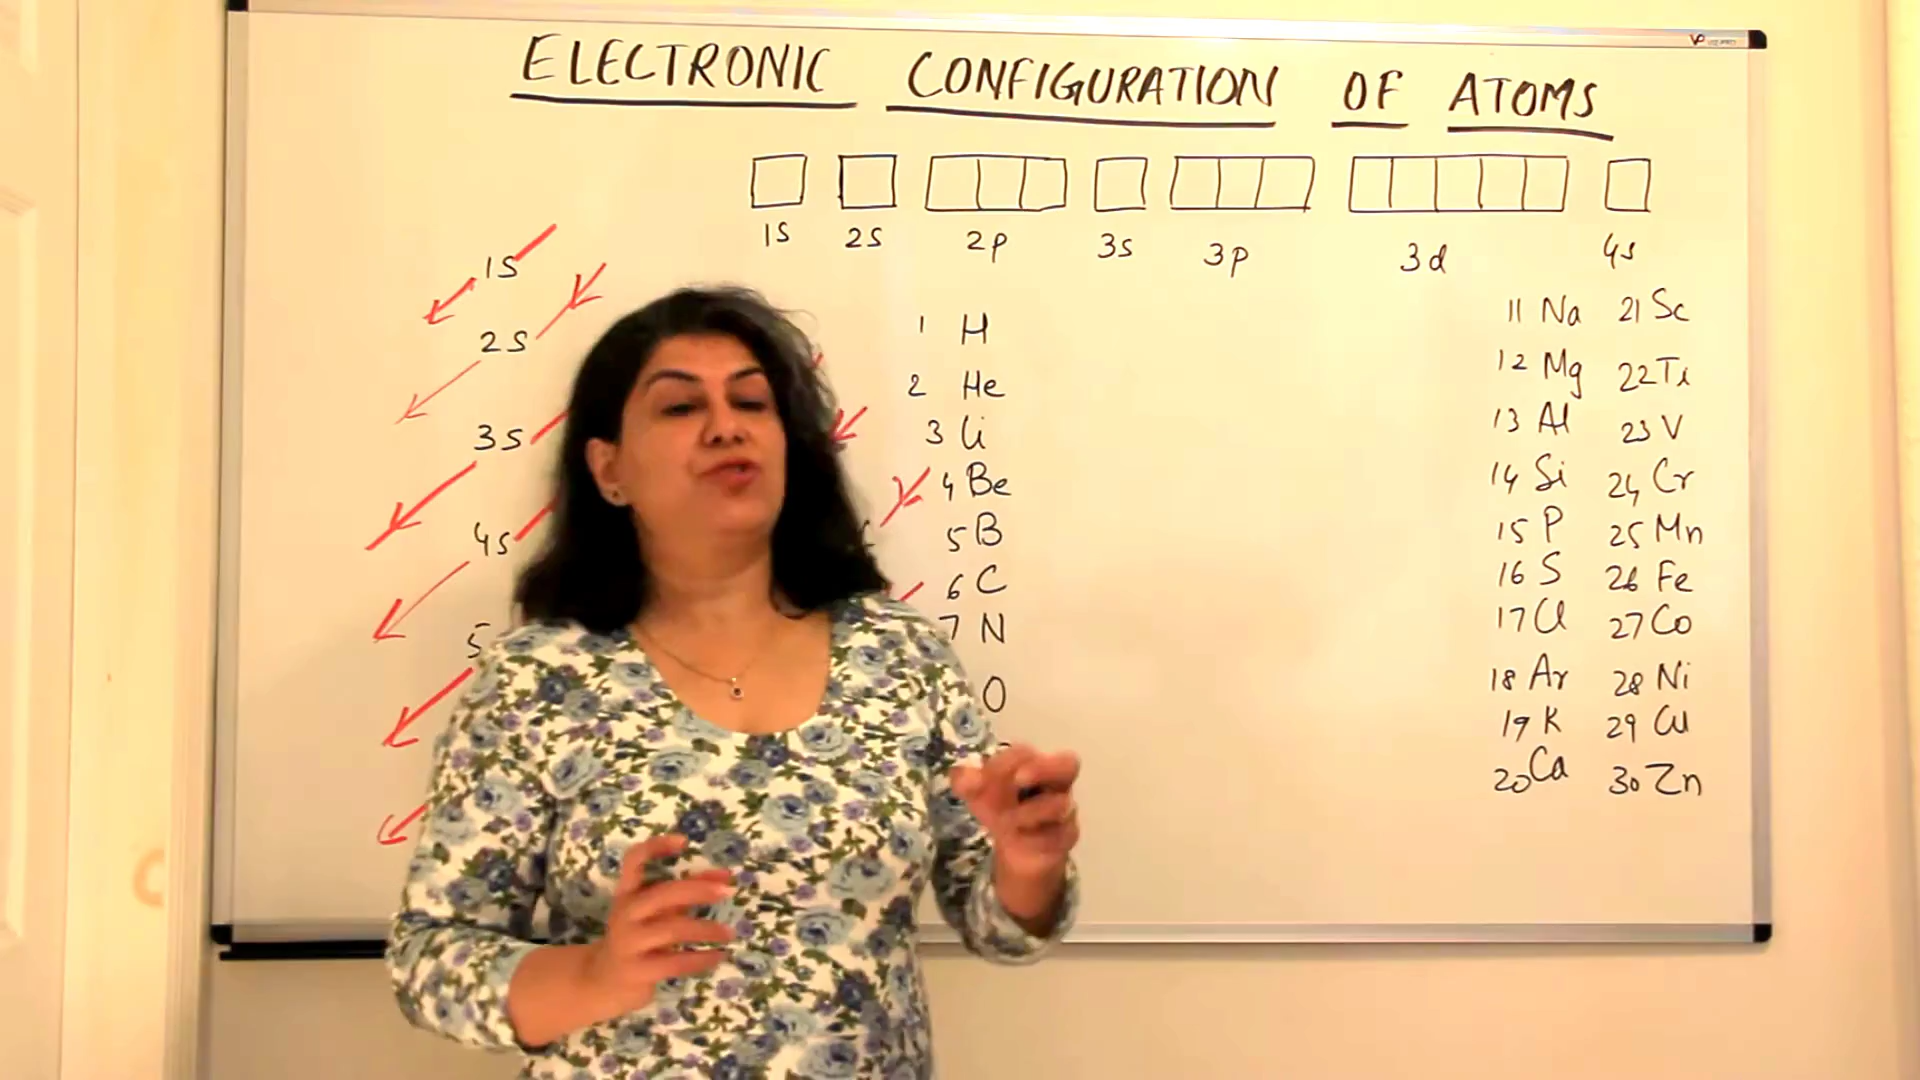 ELECTRONIC CONFIGURATION OF ATOMS
1s 2s 2p 3s 3p 3d 4s
1s
2s
3s
4s
5
1 H
2 He
3 Li
4 Be
5 B
6 C
7 N
O
11 Na 21 Sc
12 Mg 22 Ti
13 Al 23 V
14 Si 24 Cr
15 P 25 Mn
16 S 26 Fe
17 Cl 27 Co
18 Ar 28 Ni
19 K 29 Cu
20 Ca 30 Zn